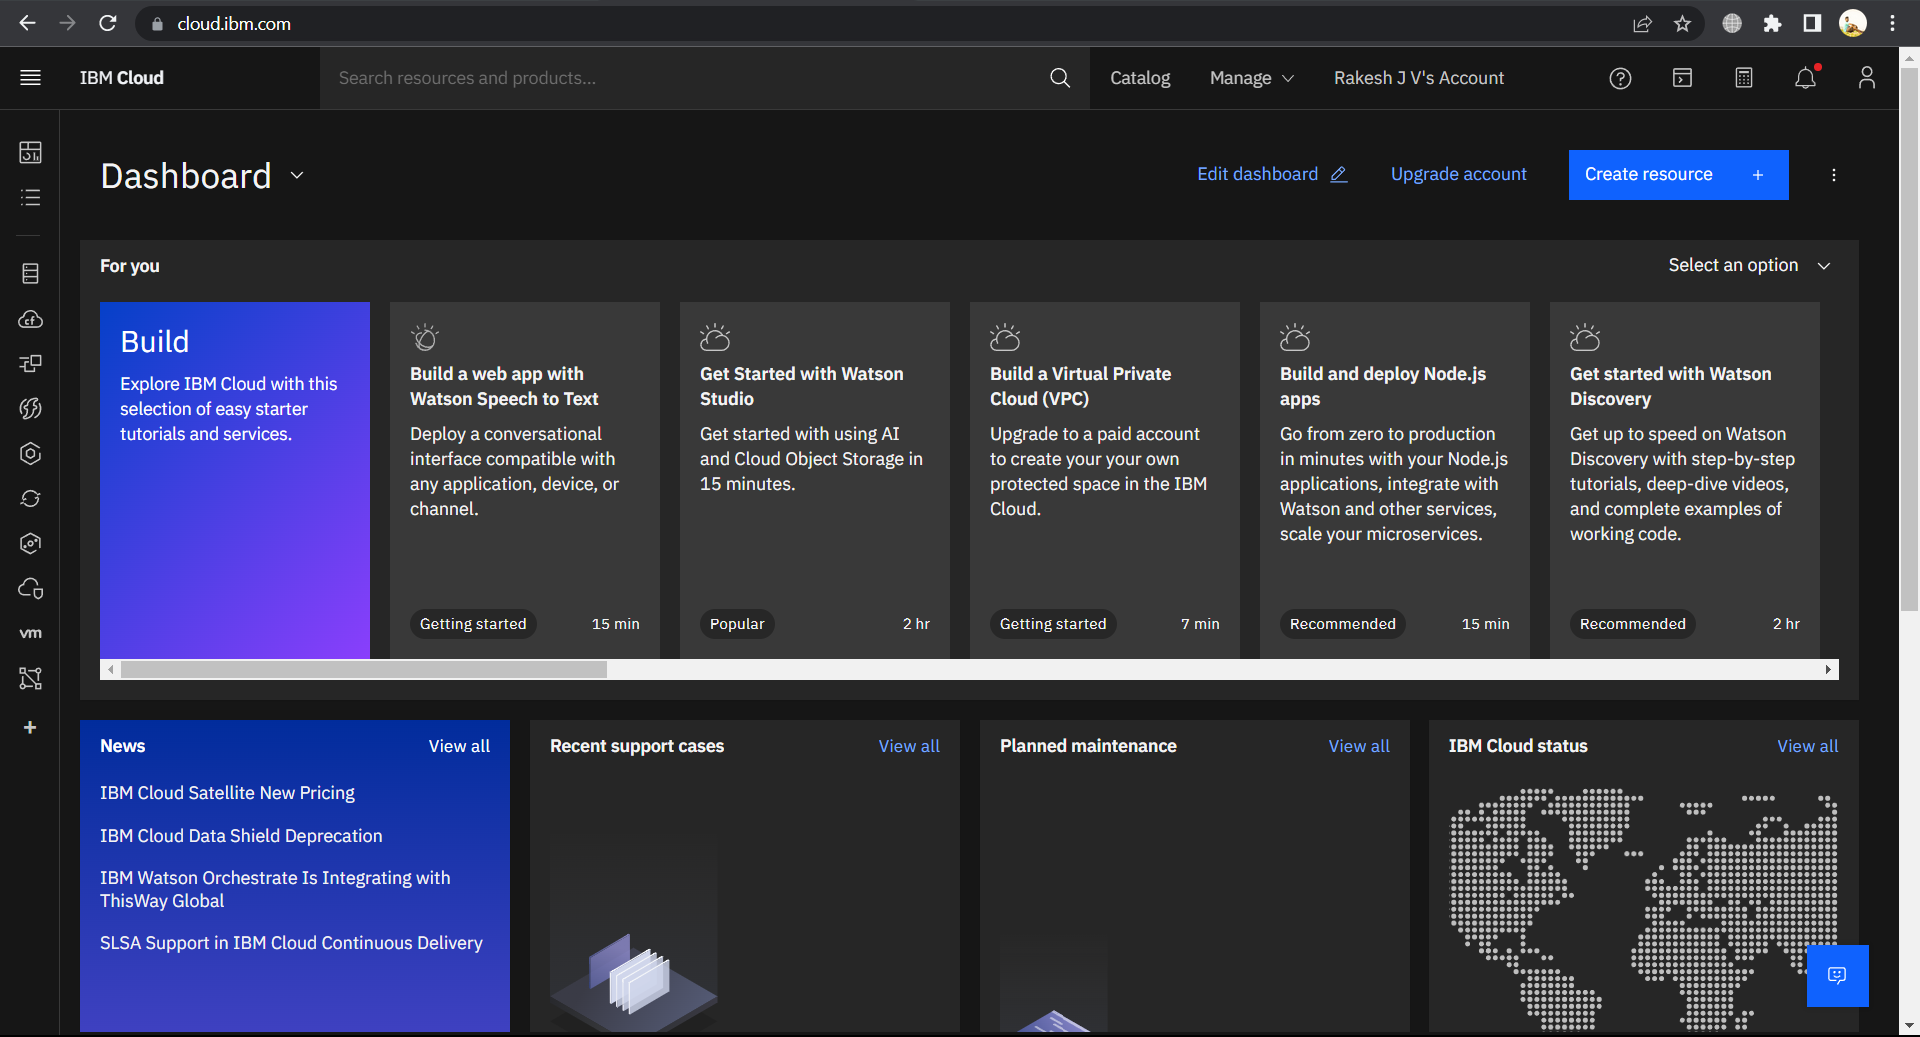 cloud.ibm.com
IBM Cloud
Search resources and products...
Catalog
Manage
Rakesh J V's Account
Dashboard
Edit dashboard
Upgrade account
Create resource +
For you
Select an option
Build
Explore IBM Cloud with this
selection of easy starter
tutorials and services.
Build a web app with
Watson Speech to Text
Deploy a conversational
interface compatible with
any application, device, or
channel.
Getting started
15 min
Get Started with Watson
Studio
Get started with using AI
and Cloud Object Storage in
15 minutes.
Popular
2 hr
Build a Virtual Private
Cloud (VPC)
Upgrade to a paid account
to create your your own
protected space in the IBM
Cloud.
Getting started
7 min
Build and deploy Node.js
apps
Go from zero to production
in minutes with your Node.js
applications, integrate with
Watson and other services,
scale your microservices.
Recommended
15 min
Get started with Watson
Discovery
Get up to speed on Watson
Discovery with step-by-step
tutorials, deep-dive videos,
and complete examples of
working code.
Recommended
2 hr
cf
vm
News
View all
IBM Cloud Satellite New Pricing
IBM Cloud Data Shield Deprecation
IBM Watson Orchestrate Is Integrating with
ThisWay Global
SLSA Support in IBM Cloud Continuous Delivery
Recent support cases
View all
Planned maintenance
View all
IBM Cloud status
View all